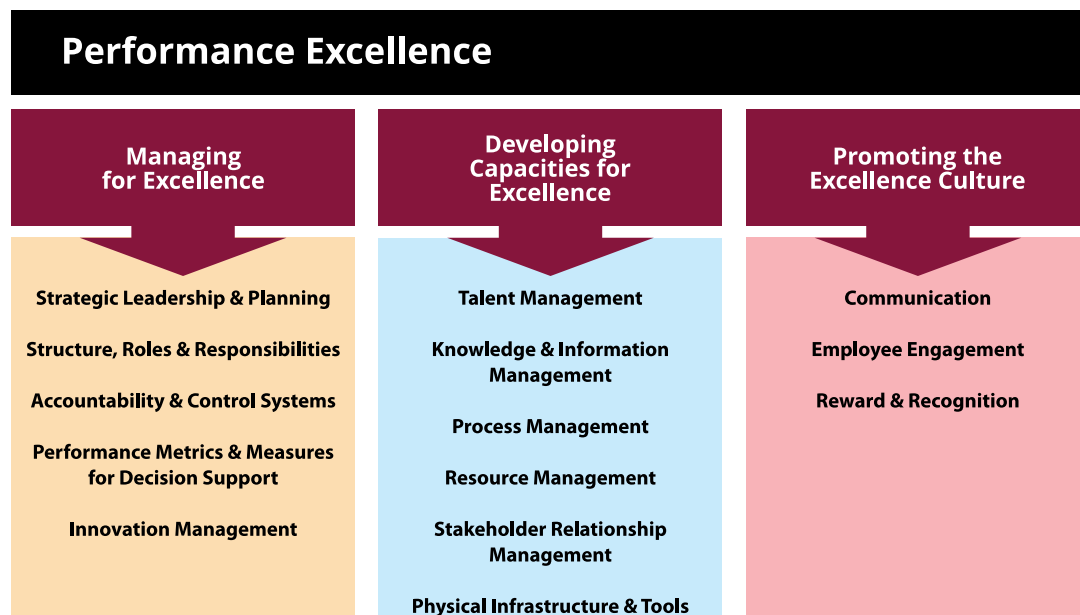 Performance Excellence
Managing
for Excellence
Strategic Leadership & Planning
Structure, Roles & Responsibilities
Accountability & Control Systems
Performance Metrics & Measures
for Decision Support
Innovation Management
Developing
Capacities for
Excellence
Talent Management
Knowledge & Information
Management
Process Management
Resource Management
Stakeholder Relationship
Management
Physical Infrastructure & Tools
Promoting the
Excellence Culture
Communication
Employee Engagement
Reward & Recognition